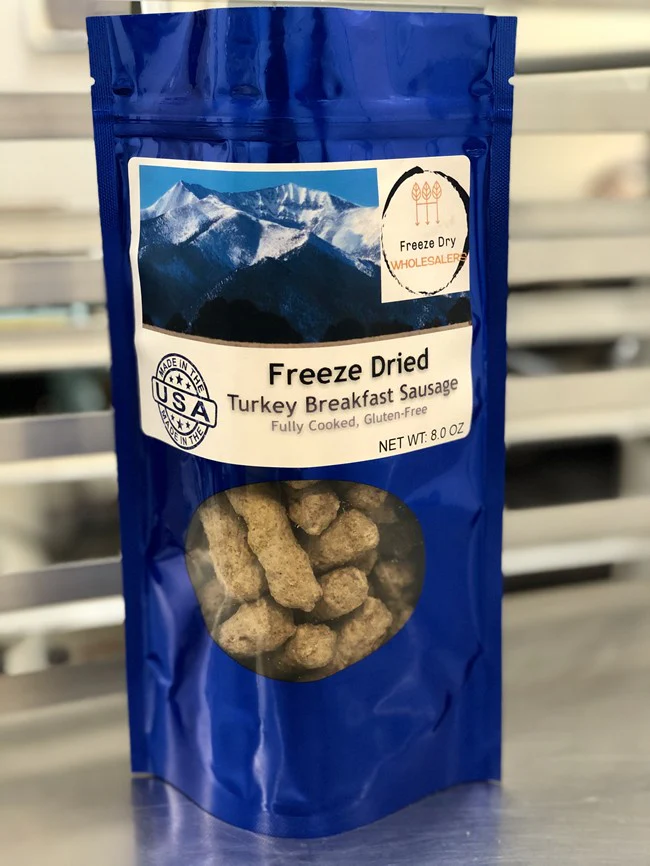 Freeze Dry
WHOLESALERS
Freeze Dried
Turkey Breakfast Sausage
Fully Cooked, Gluten-Free
NET WT: 8.0 OZ
MADE IN THE
USA
MADE IN THE